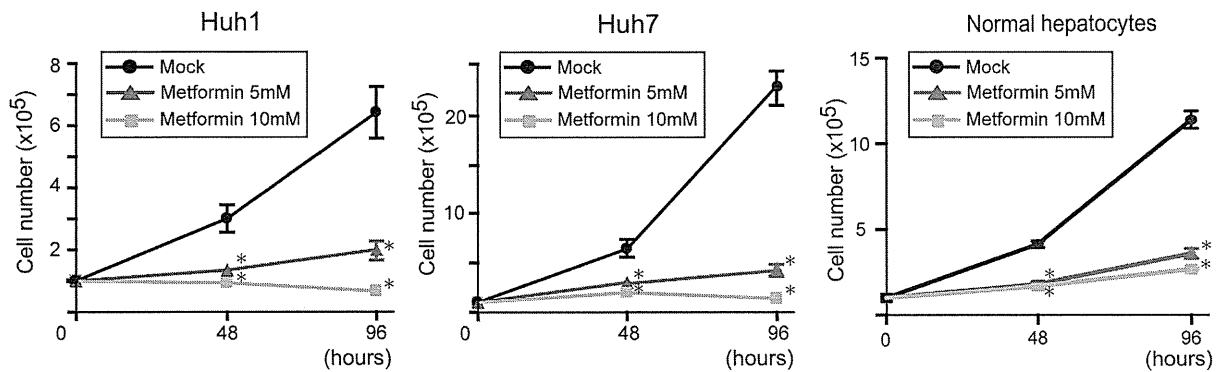 Huh1
Cell number (x10⁵)
8
6
4
2
Mock
Metformin 5mM
Metformin 10mM
*
*
*
*
0
48
96
(hours)
Huh7
Cell number (x10⁵)
20
10
Mock
Metformin 5mM
Metformin 10mM
*
*
*
*
0
48
96
(hours)
Normal hepatocytes
Cell number (x10⁵)
15
10
5
Mock
Metformin 5mM
Metformin 10mM
*
*
*
*
0
48
96
(hours)